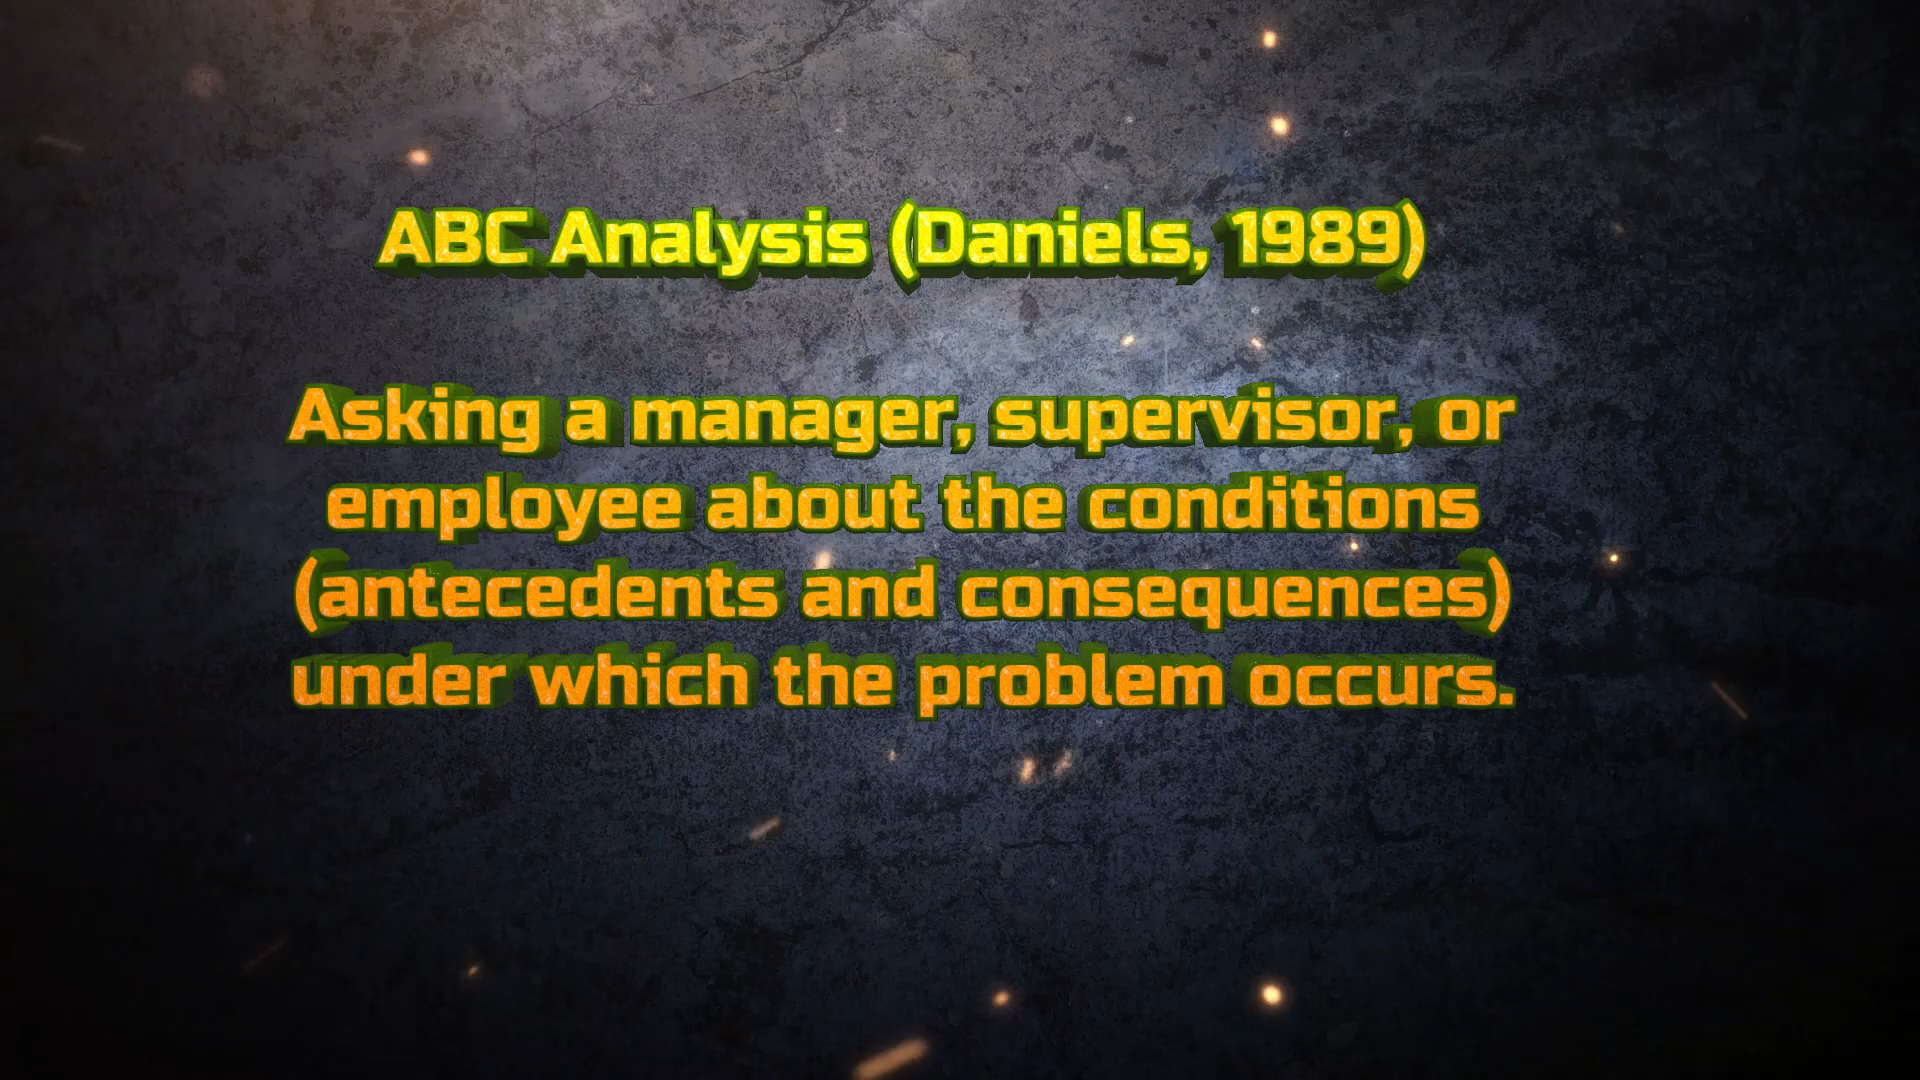 ABC Analysis (Daniels, 1989)
Asking a manager, supervisor, or
employee about the conditions
(antecedents and consequences)
under which the problem occurs.